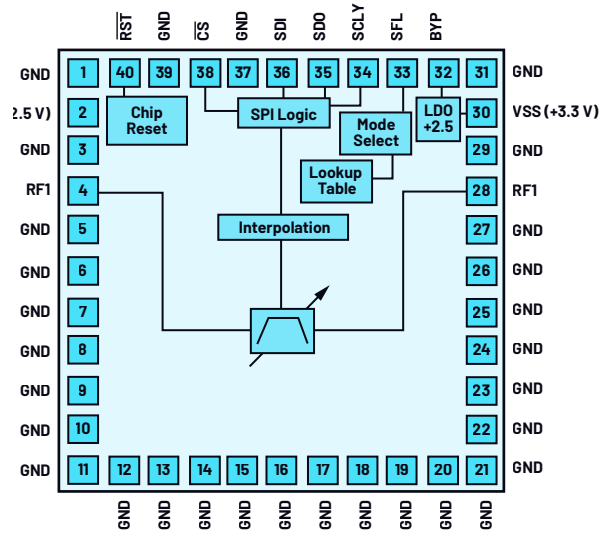 RST GND CS GND SDI SDO SCLY SFL BYP
GND 1 40 39 38 37 36 35 34 33 32 31 GND
2.5 V) 2 30 VSS (+3.3 V)
Chip
Reset
SPI Logic
LDO
+2.5
Mode
Select
GND 3 29 GND
Lookup
Table
RF1 4 28 RF1
GND 5 27 GND
Interpolation
GND 6 26 GND
GND 7 25 GND
GND 8 24 GND
GND 9 23 GND
GND 10 22 GND
GND 11 12 13 14 15 16 17 18 19 20 21 GND
GND GND GND GND GND GND GND GND GND GND